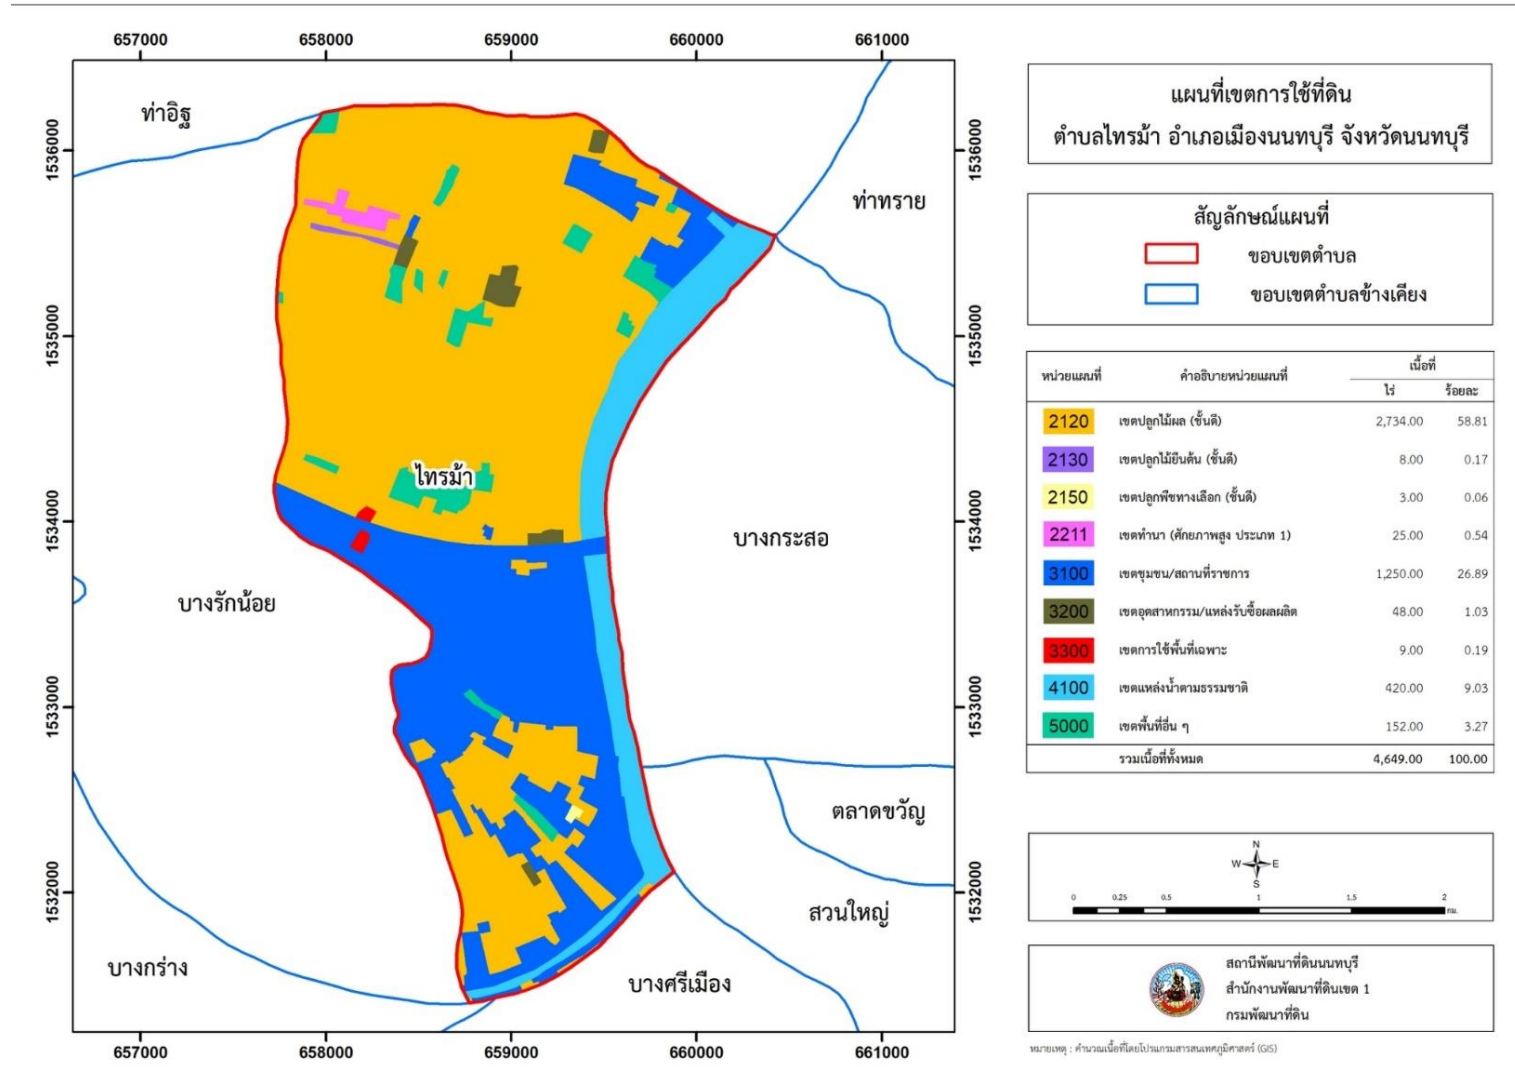 657000 658000 659000 660000 661000
1536000
1535000
1534000
1533000
1532000
ท่าอิฐ
ท่าทราย
ไทรม้า
บางกระสอ
บางรักน้อย
ตลาดขวัญ
สวนใหญ่
บางกร่าง
บางศรีเมือง
1536000
1535000
1534000
1533000
1532000
657000 658000 659000 660000 661000
แผนที่เขตการใช้ที่ดิน
ตำบลไทรม้า อำเภอเมืองนนทบุรี จังหวัดนนทบุรี
สัญลักษณ์แผนที่
ขอบเขตตำบล
ขอบเขตตำบลข้างเคียง
หน่วยแผนที่ คำอธิบายหน่วยแผนที่ เนื้อที่
ไร่ ร้อยละ
2120 เขตปลูกไม้ผล (ชั้นดี) 2,734.00 58.81
2130 เขตปลูกไม้ยืนต้น (ชั้นดี) 8.00 0.17
2150 เขตปลูกพืชทางเลือก (ชั้นดี) 3.00 0.06
2211 เขตทำนา (ศักยภาพสูง ประเภท 1) 25.00 0.54
3100 เขตชุมชน/สถานที่ราชการ 1,250.00 26.89
3200 เขตอุตสาหกรรม/แหล่งรับซื้อผลผลิต 48.00 1.03
3300 เขตการใช้พื้นที่เฉพาะ 9.00 0.19
4100 เขตแหล่งน้ำตามธรรมชาติ 420.00 9.03
5000 เขตพื้นที่อื่น ๆ 152.00 3.27
รวมเนื้อที่ทั้งหมด 4,649.00 100.00
N
W E
S
0 0.25 0.5 1 1.5 2
กม.
สถานีพัฒนาที่ดินนนทบุรี
สำนักงานพัฒนาที่ดินเขต 1
กรมพัฒนาที่ดิน
หมายเหตุ : คำนวณเนื้อที่โดยโปรแกรมสารสนเทศภูมิศาสตร์ (GIS)